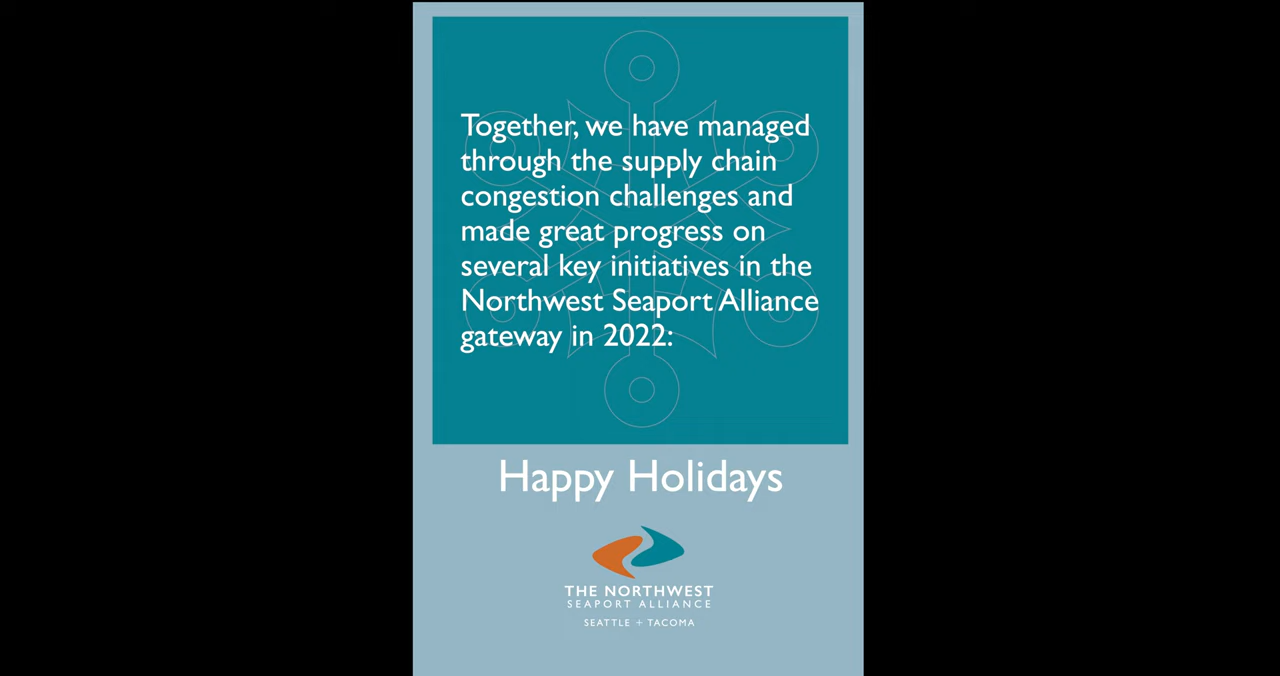 Together, we have managed
through the supply chain
congestion challenges and
made great progress on
several key initiatives in the
Northwest Seaport Alliance
gateway in 2022:
Happy Holidays
THE NORTHWEST
SEAPORT ALLIANCE
SEATTLE + TACOMA